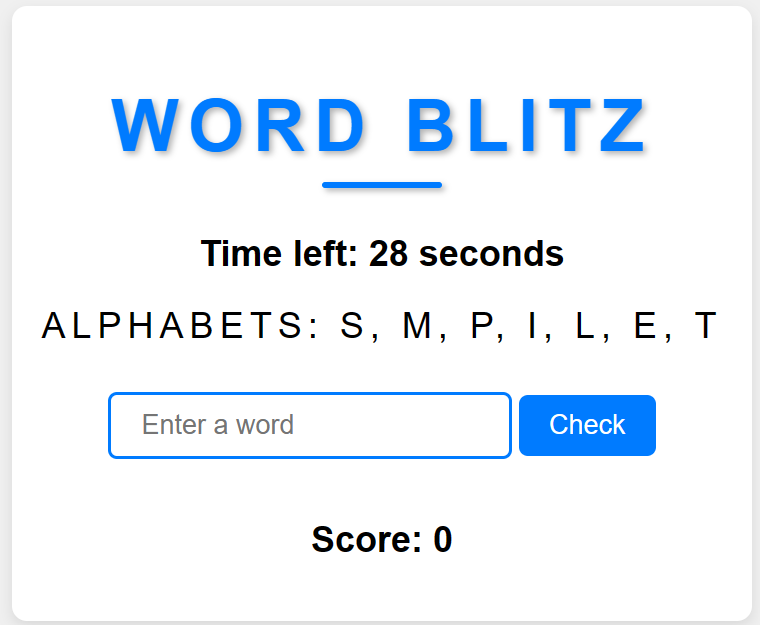 WORD BLITZ
Time left: 28 seconds
ALPHABETS: S, M, P, I, L, E, T
Enter a word Check
Score: 0